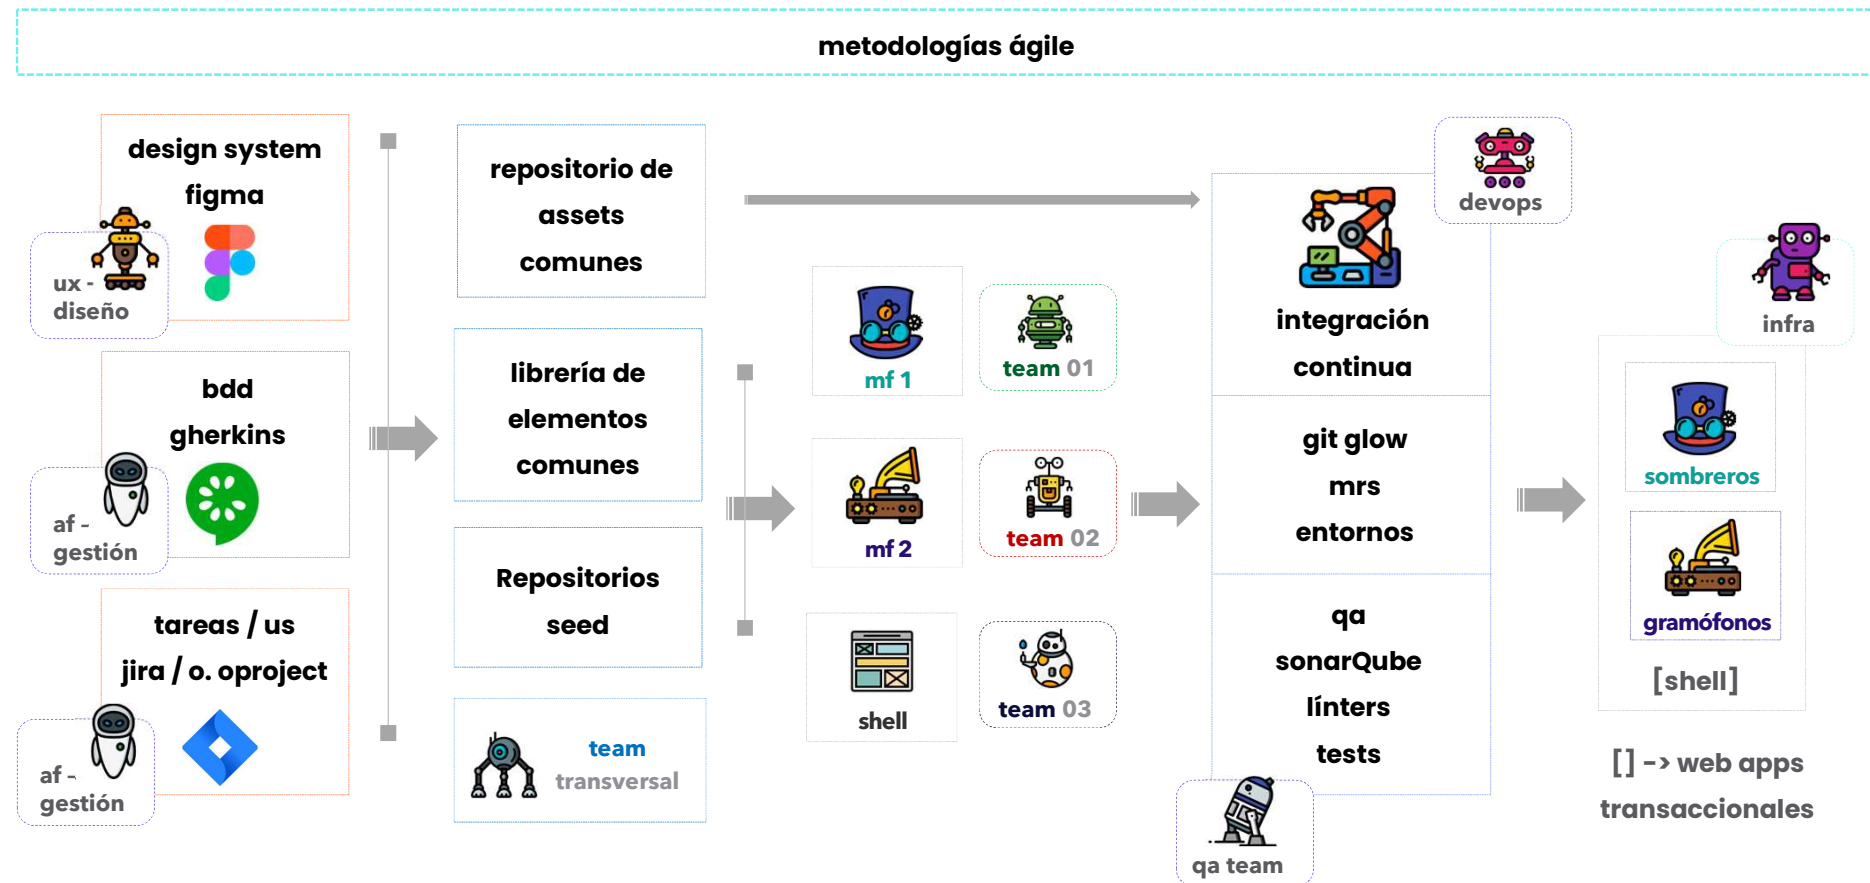 metodologías ágile
design system
figma
ux -
diseño
bdd
gherkins
af -
gestión
tareas / us
jira / o. oproject
af -
gestión
repositorio de
assets
comunes
librería de
elementos
comunes
Repositorios
seed
team
transversal
mf 1
team 01
mf 2
team 02
shell
team 03
devops
integración
continua
git glow
mrs
entornos
qa
sonarQube
línters
tests
qa team
infra
sombreros
gramófonos
[shell]
[] -> web apps
transaccionales